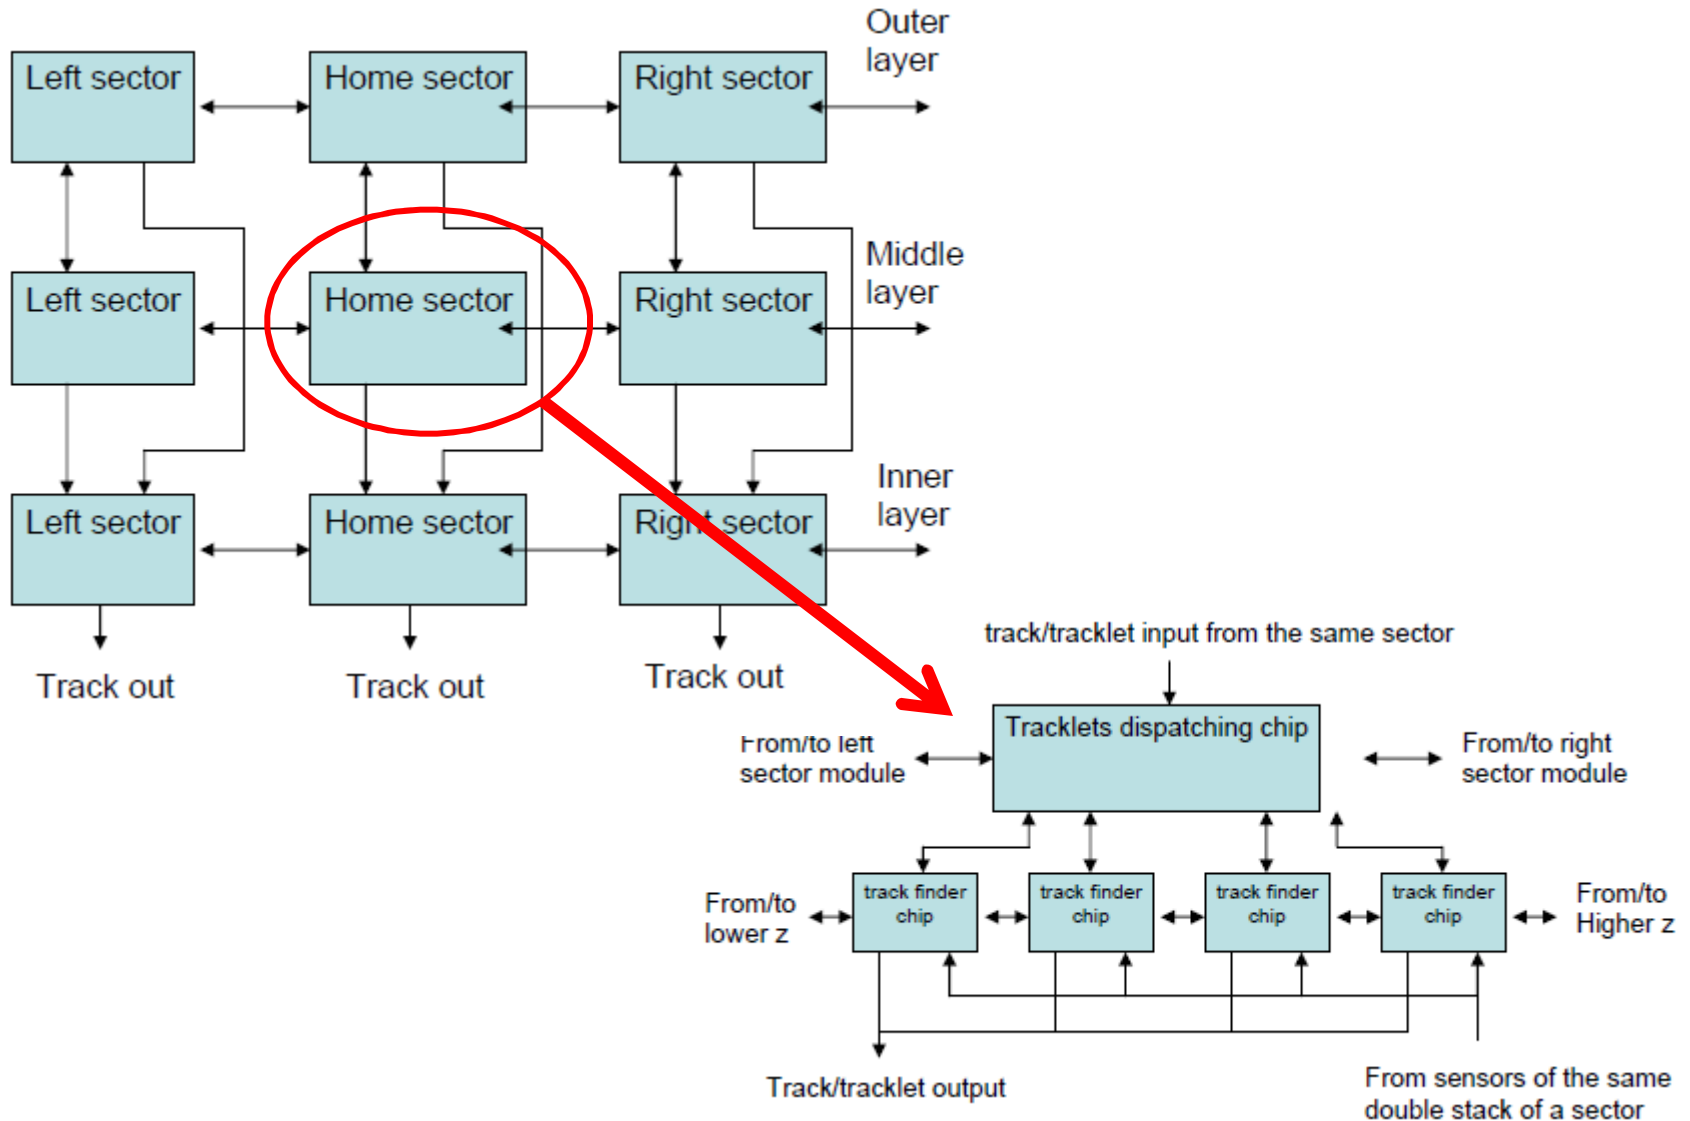 Outer
layer
Left sector
Home sector
Right sector
Middle
layer
Left sector
Home sector
Right sector
Inner
layer
Left sector
Home sector
Right sector
Track out
Track out
Track out
track/tracklet input from the same sector
Tracklets dispatching chip
From/to left
sector module
From/to right
sector module
From/to
lower z
track finder
chip
track finder
chip
track finder
chip
track finder
chip
From/to
Higher z
Track/tracklet output
From sensors of the same
double stack of a sector